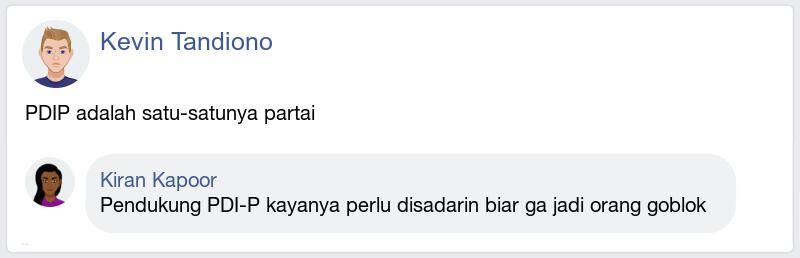 Kevin Tandiono
PDIP adalah satu-satunya partai
Kiran Kapoor
Pendukung PDI-P kayanya perlu disadarin biar ga jadi orang goblok